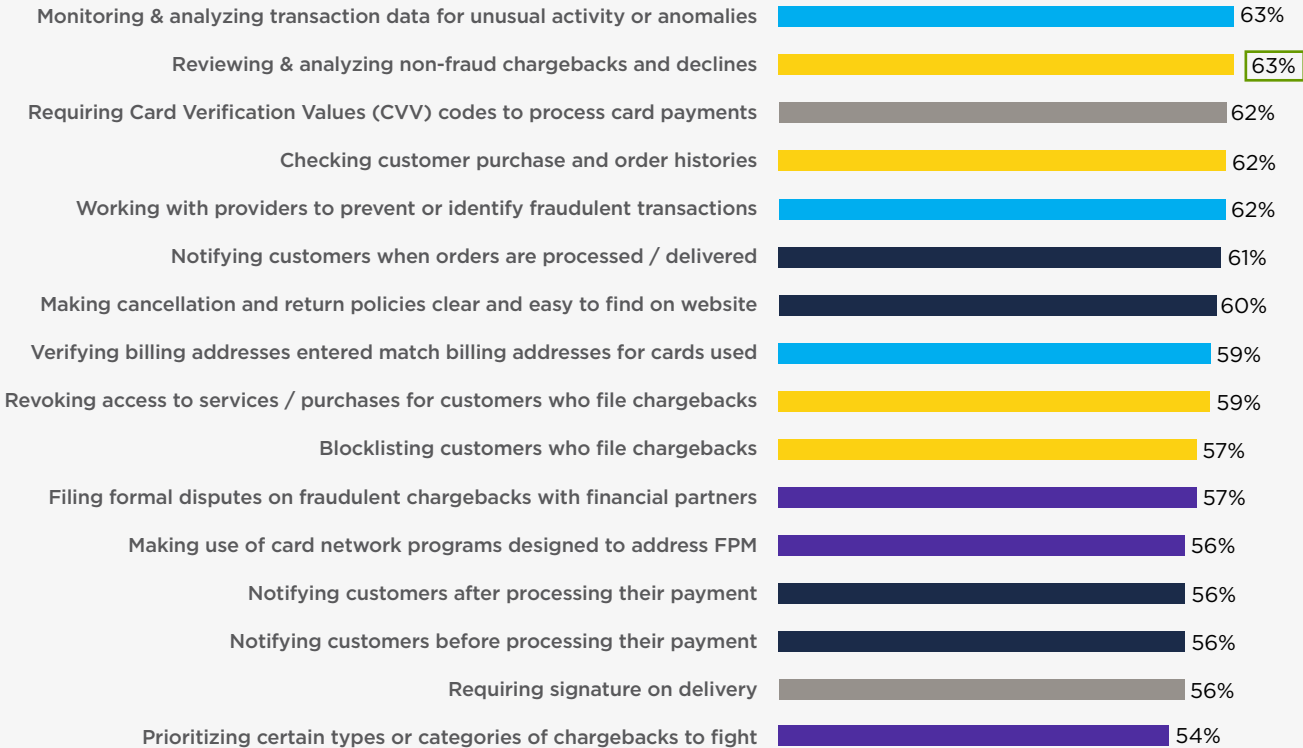 Monitoring & analyzing transaction data for unusual activity or anomalies 63%
Reviewing & analyzing non-fraud chargebacks and declines 63%
Requiring Card Verification Values (CVV) codes to process card payments 62%
Checking customer purchase and order histories 62%
Working with providers to prevent or identify fraudulent transactions 62%
Notifying customers when orders are processed / delivered 61%
Making cancellation and return policies clear and easy to find on website 60%
Verifying billing addresses entered match billing addresses for cards used 59%
Revoking access to services / purchases for customers who file chargebacks 59%
Blocklisting customers who file chargebacks 57%
Filing formal disputes on fraudulent chargebacks with financial partners 57%
Making use of card network programs designed to address FPM 56%
Notifying customers after processing their payment 56%
Notifying customers before processing their payment 56%
Requiring signature on delivery 56%
Prioritizing certain types or categories of chargebacks to fight 54%